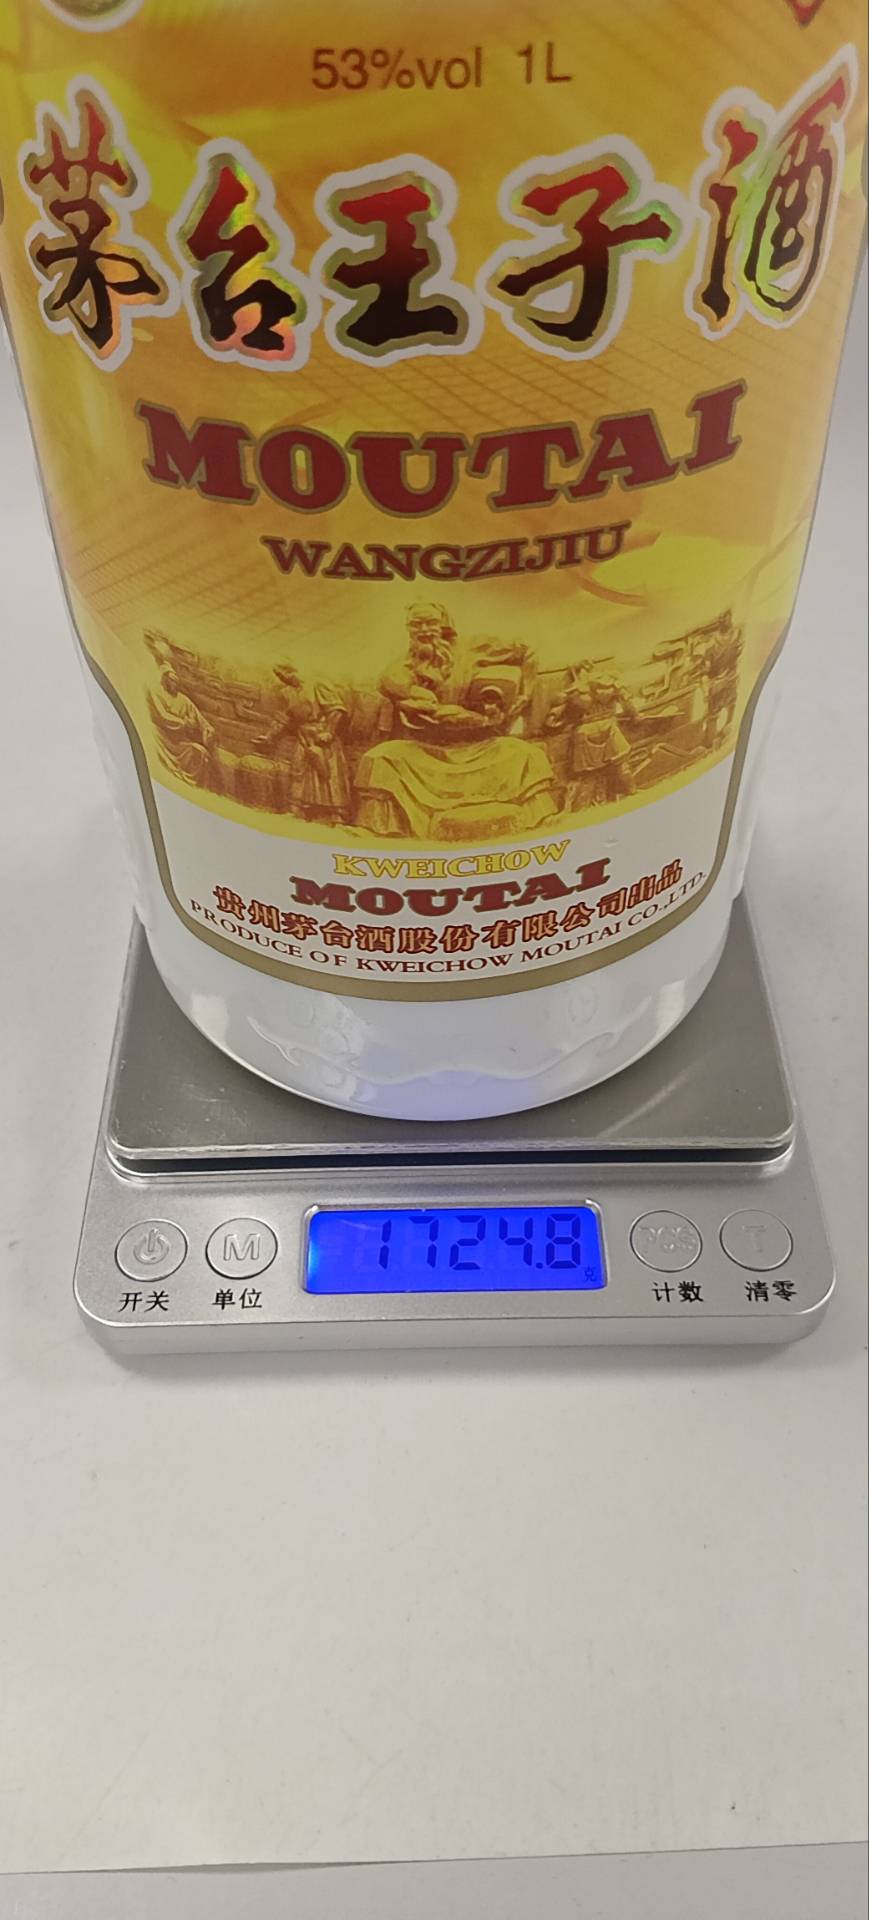 53%vol 1L
茅台王子酒
MOUTAI
WANGZIJIU
KWEICHOW
MOUTAI
贵州茅台酒股份有限公司出品
PRODUCE OF KWEICHOW MOUTAI CO.,LTD.
M 1724.8 克 PCS T
开关 单位 计数 清零